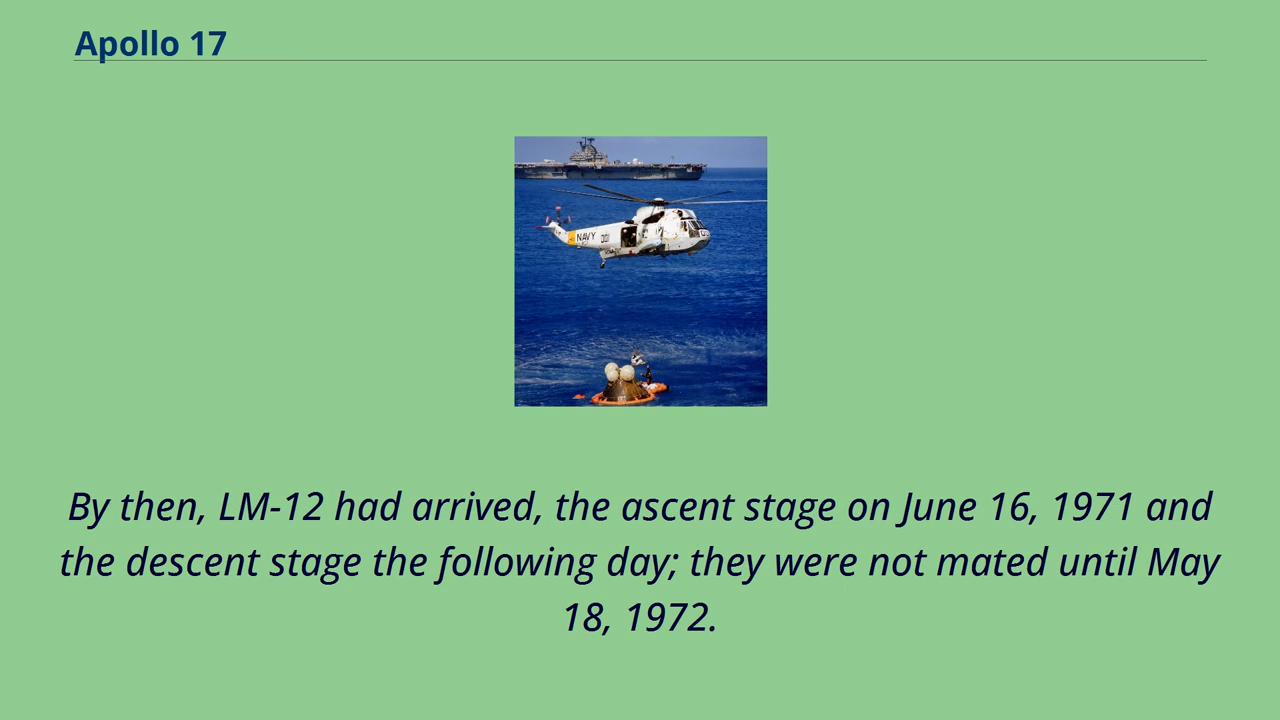 Apollo 17
NAVY
By then, LM-12 had arrived, the ascent stage on June 16, 1971 and
the descent stage the following day; they were not mated until May
18, 1972.